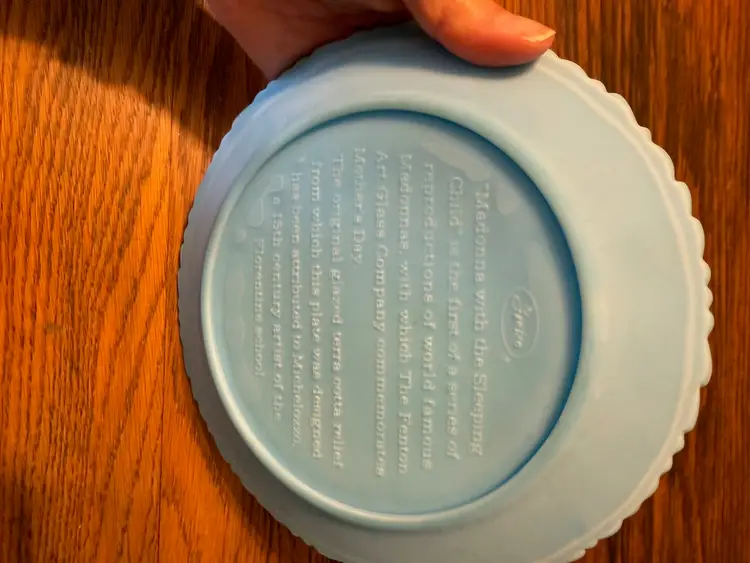 Fenton
"Madonna with the Sleeping
Child" is the first of a series of
reproductions of world famous
Madonnas, with which The Fenton
Art Glass Company commemorates
Mother's Day
The original glazed terra cotta relief
from which this plate was designed
has been attributed to Michelozzo,
a 15th century artist of the
Florentine school